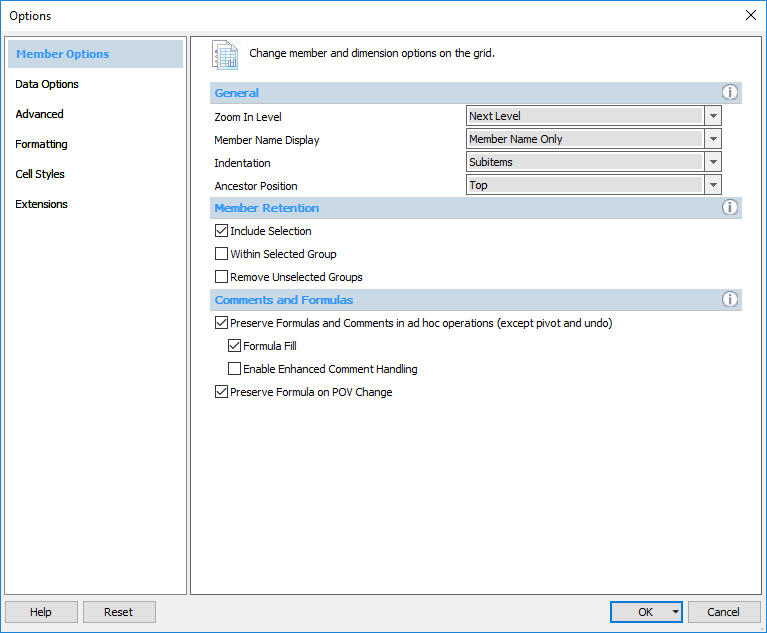 Options
Member Options
Data Options
Advanced
Formatting
Cell Styles
Extensions
Change member and dimension options on the grid.
General
Zoom In Level Next Level
Member Name Display Member Name Only
Indentation Subitems
Ancestor Position Top
Member Retention
Include Selection
Within Selected Group
Remove Unselected Groups
Comments and Formulas
Preserve Formulas and Comments in ad hoc operations (except pivot and undo)
Formula Fill
Enable Enhanced Comment Handling
Preserve Formula on POV Change
Help Reset OK Cancel